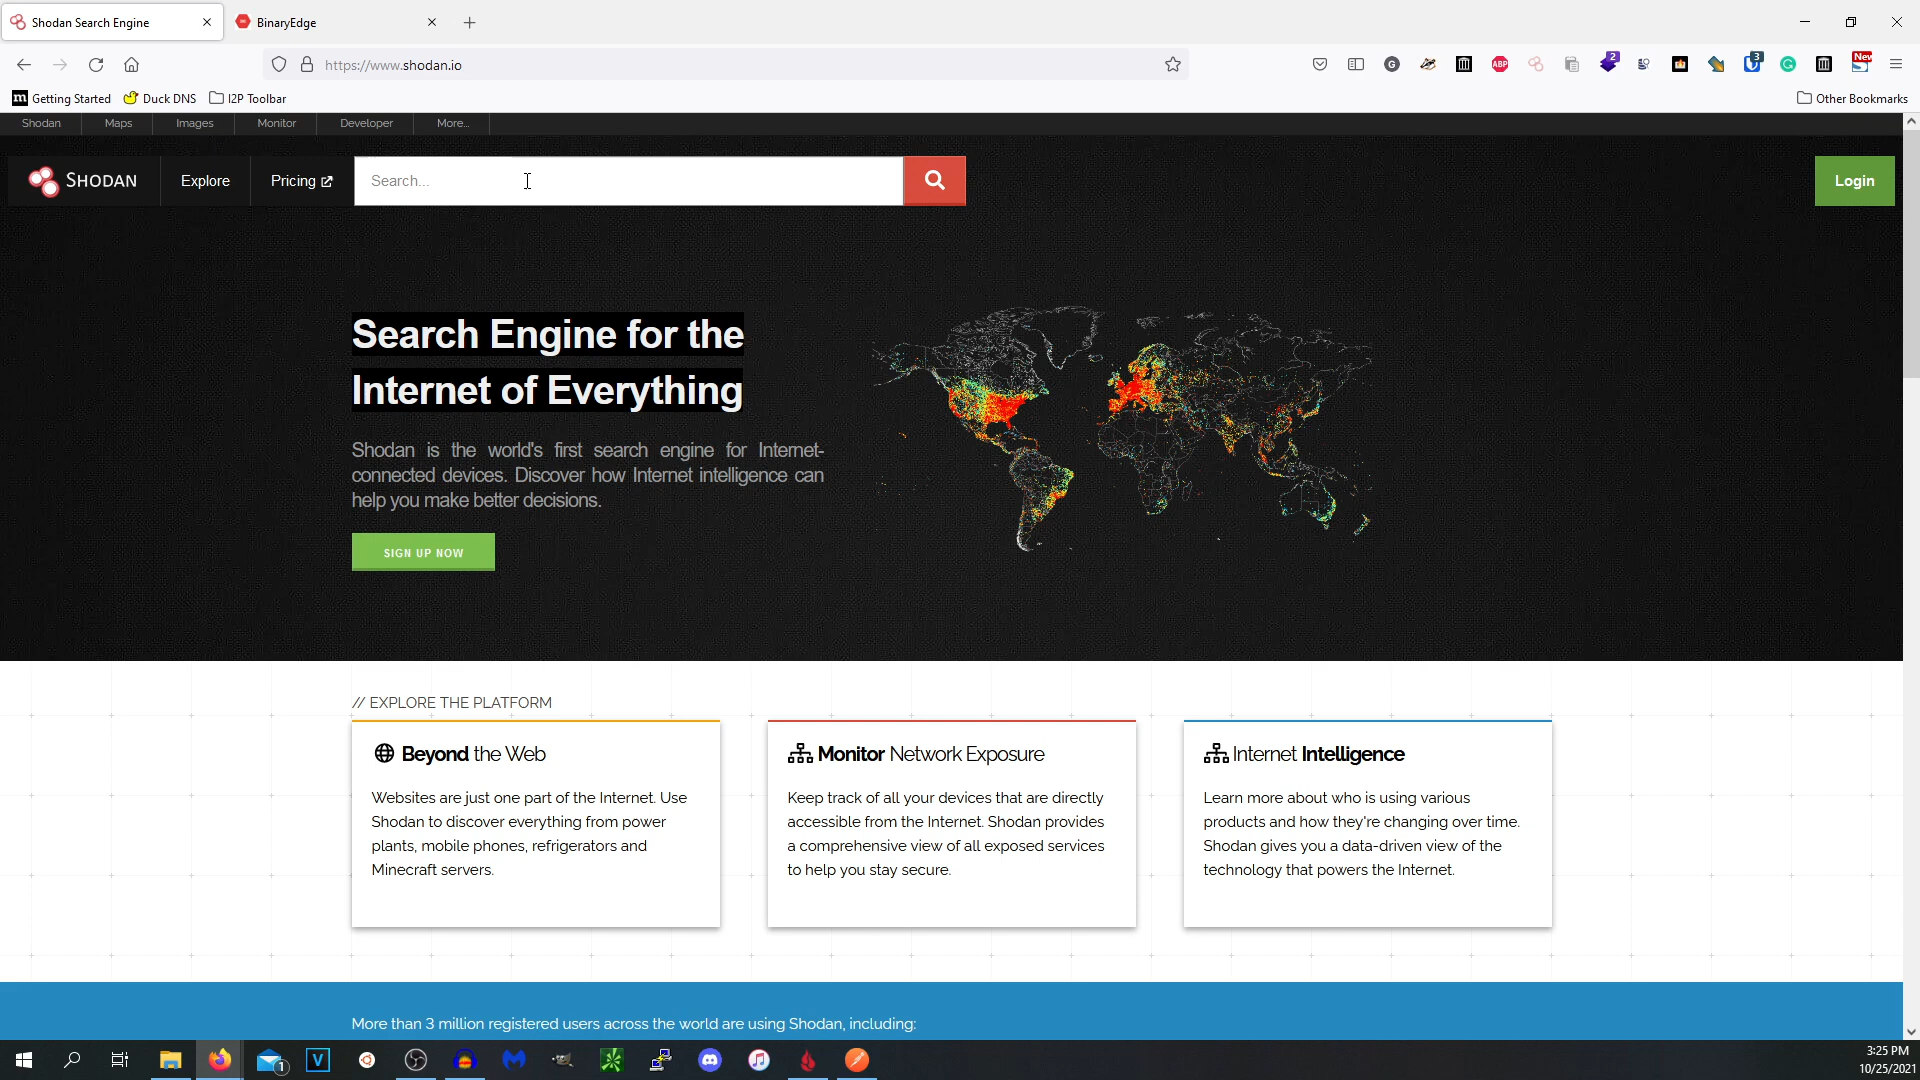 Shodan Search Engine
BinaryEdge
https://www.shodan.io
G
ABP
2
3
New
Getting Started
Duck DNS
I2P Toolbar
Other Bookmarks
Shodan
Maps
Images
Monitor
Developer
More...
SHODAN
Explore
Pricing
Search...
Login
Search Engine for the
Internet of Everything
Shodan is the world's first search engine for Internet-
connected devices. Discover how Internet intelligence can
help you make better decisions.
SIGN UP NOW
// EXPLORE THE PLATFORM
Beyond the Web
Websites are just one part of the Internet. Use
Shodan to discover everything from power
plants, mobile phones, refrigerators and
Minecraft servers.
Monitor Network Exposure
Keep track of all your devices that are directly
accessible from the Internet. Shodan provides
a comprehensive view of all exposed services
to help you stay secure.
Internet Intelligence
Learn more about who is using various
products and how they're changing over time.
Shodan gives you a data-driven view of the
technology that powers the Internet.
More than 3 million registered users across the world are using Shodan, including:
1
V
3:25 PM
10/25/2021